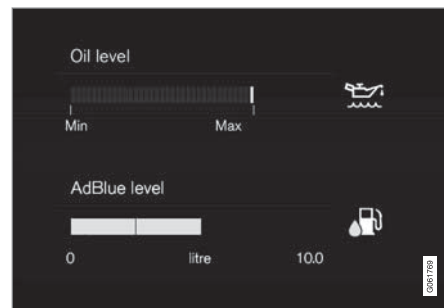 Oil level
Min Max
AdBlue level
0 litre 10.0
G061769